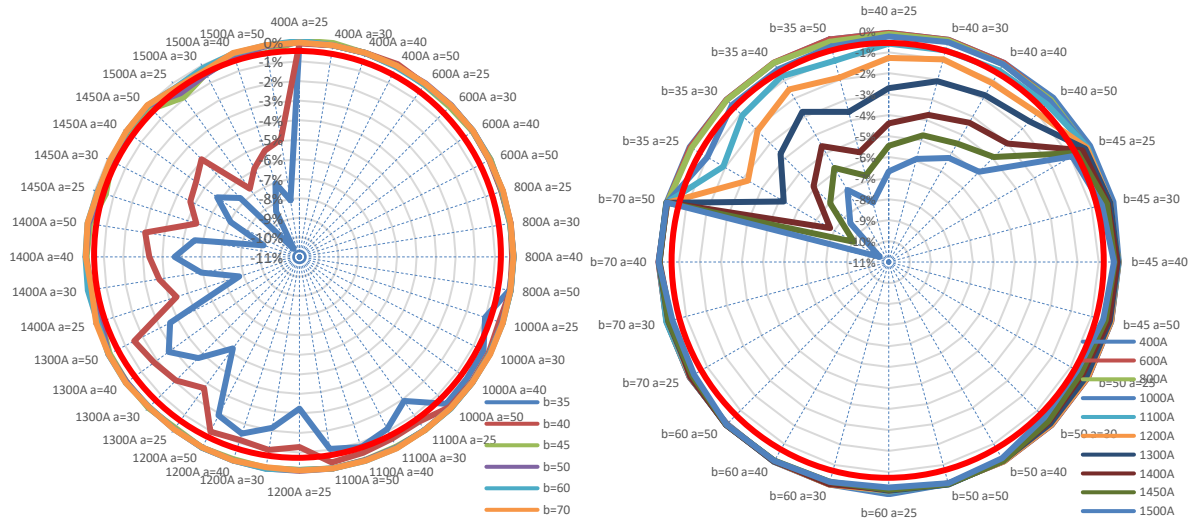 400A a=25
400A a=30
400A a=40
400A a=50
600A a=25
600A a=30
600A a=40
600A a=50
800A a=25
800A a=30
800A a=40
800A a=50
1000A a=25
1000A a=30
1000A a=40
1000A a=50
1100A a=25
1100A a=30
1100A a=40
1100A a=50
1200A a=25
1200A a=30
1200A a=40
1200A a=50
1300A a=25
1300A a=30
1300A a=40
1300A a=50
1400A a=25
1400A a=30
1400A a=40
1400A a=50
1450A a=25
1450A a=30
1450A a=40
1450A a=50
1500A a=25
1500A a=30
1500A a=40
1500A a=50
0%
-1%
-2%
-3%
-4%
-5%
-6%
-7%
-8%
-9%
-10%
-11%
b=35
b=40
b=45
b=50
b=60
b=70
b=40 a=25
b=40 a=30
b=40 a=40
b=40 a=50
b=45 a=25
b=45 a=30
b=45 a=40
b=45 a=50
b=50 a=25
b=50 a=30
b=50 a=40
b=50 a=50
b=60 a=25
b=60 a=30
b=60 a=40
b=60 a=50
b=70 a=25
b=70 a=30
b=70 a=40
b=70 a=50
b=35 a=25
b=35 a=30
b=35 a=40
b=35 a=50
0%
-1%
-2%
-3%
-4%
-5%
-6%
-7%
-8%
-9%
-10%
-11%
400A
600A
800A
1000A
1100A
1200A
1300A
1400A
1450A
1500A